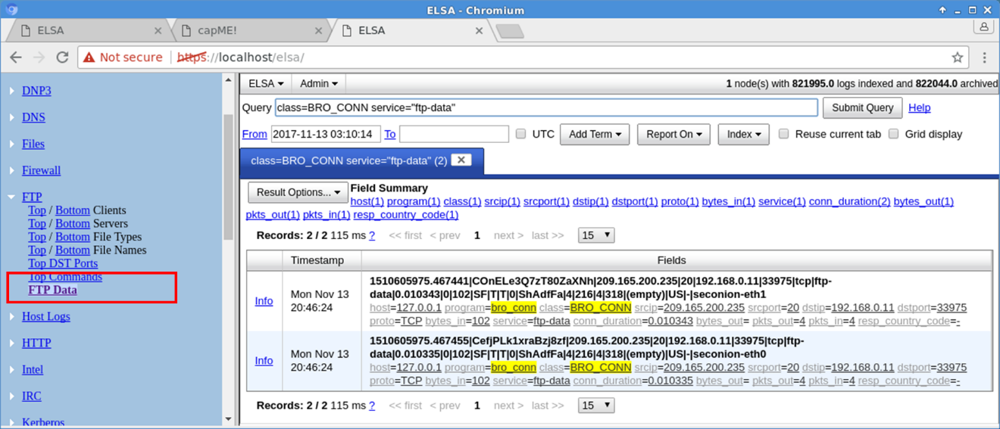 ELSA - Chromium
ELSA
capME!
ELSA
Not secure | https://localhost/elsa/
DNP3
DNS
Files
Firewall
FTP
Top / Bottom Clients
Top / Bottom Servers
Top / Bottom File Types
Top / Bottom File Names
Top DST Ports
Top Commands
FTP Data
Host Logs
HTTP
Intel
IRC
Kerberos
ELSA Admin 1 node(s) with 821995.0 logs indexed and 822044.0 archived
Query class=BRO_CONN service="ftp-data" Submit Query Help
From 2017-11-13 03:10:14 To UTC Add Term Report On Index Reuse current tab Grid display
class=BRO_CONN service="ftp-data" (2)
Result Options... Field Summary
host(1) program(1) class(1) srcip(1) srcport(1) dstip(1) dstport(1) proto(1) bytes_in(1) service(1) conn_duration(2) bytes_out(1)
pkts_out(1) pkts_in(1) resp_country_code(1)
Records: 2 / 2 115 ms ? << first < prev 1 next > last >> 15
Timestamp Fields
Info
Mon Nov 13
20:46:24
1510605975.467441|COnELe3Q7zT80ZaXNh|209.165.200.235|20|192.168.0.11|33975|tcp|ftp-
data|0.010343|0|102|SF|T|T|0|ShAdfFa|4|216|4|318|(empty)|US|-|seconion-eth1
host=127.0.0.1 program=bro_conn class=BRO_CONN srcip=209.165.200.235 srcport=20 dstip=192.168.0.11 dstport=33975
proto=TCP bytes_in=102 service=ftp-data conn_duration=0.010343 bytes_out= pkts_out=4 pkts_in=4 resp_country_code=-
Info
Mon Nov 13
20:46:24
1510605975.467455|CefjPLk1xraBzj8zf|209.165.200.235|20|192.168.0.11|33975|tcp|ftp-
data|0.010335|0|102|SF|T|T|0|ShAdfFa|4|216|4|318|(empty)|US|-|seconion-eth0
host=127.0.0.1 program=bro_conn class=BRO_CONN srcip=209.165.200.235 srcport=20 dstip=192.168.0.11 dstport=33975
proto=TCP bytes_in=102 service=ftp-data conn_duration=0.010335 bytes_out= pkts_out=4 pkts_in=4 resp_country_code=-
Records: 2 / 2 115 ms ? << first < prev 1 next > last >> 15